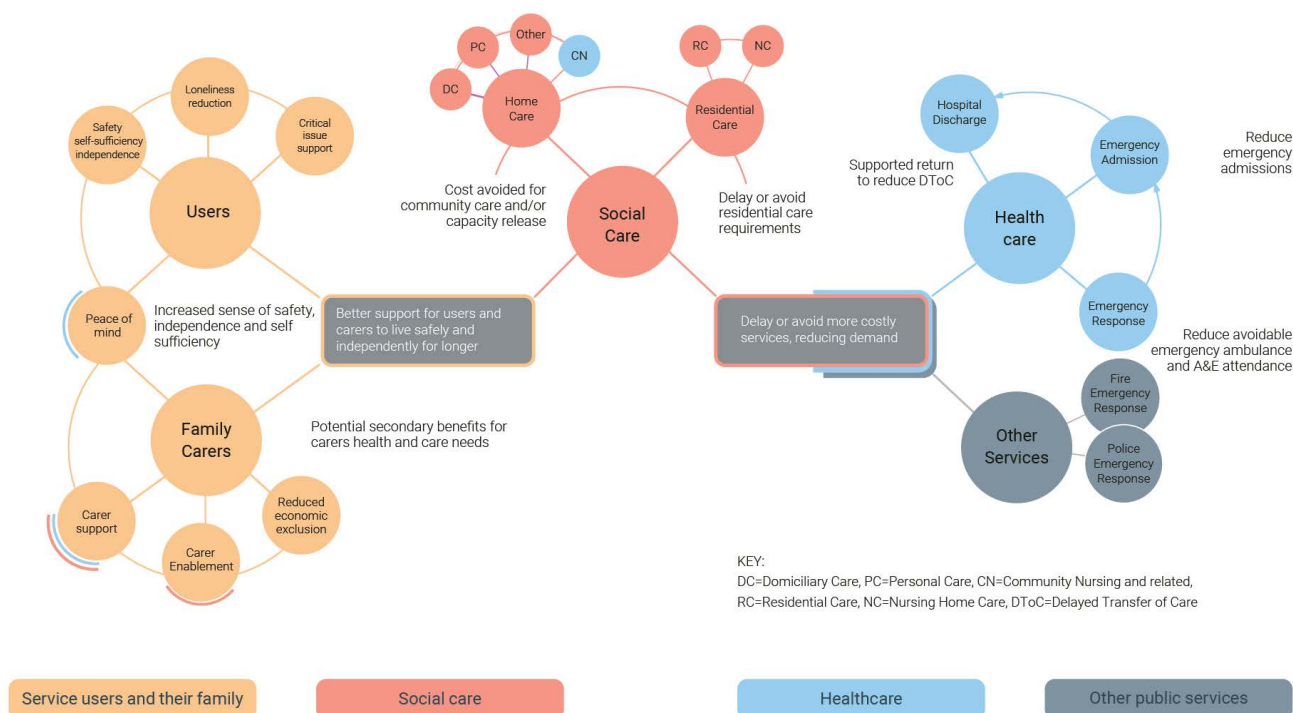 Loneliness
reduction
Safety
self-sufficiency
independence
Critical
issue
support
Users
Peace of
mind
Increased sense of safety,
independence and self
sufficiency
Family
Carers
Potential secondary benefits for
carers health and care needs
Carer
support
Carer
Enablement
Reduced
economic
exclusion
Better support for users and
carers to live safely and
independently for longer
DC
PC
Other
CN
Home
Care
Cost avoided for
community care and/or
capacity release
RC
NC
Residential
Care
Delay or avoid
residential care
requirements
Social
Care
Delay or avoid more costly
services, reducing demand
Hospital
Discharge
Supported return
to reduce DToC
Emergency
Admission
Reduce
emergency
admissions
Health
care
Emergency
Response
Reduce avoidable
emergency ambulance
and A&E attendance
Other
Services
Fire
Emergency
Response
Police
Emergency
Response
KEY:
DC=Domiciliary Care, PC=Personal Care, CN=Community Nursing and related,
RC=Residential Care, NC=Nursing Home Care, DToC=Delayed Transfer of Care
Service users and their family
Social care
Healthcare
Other public services